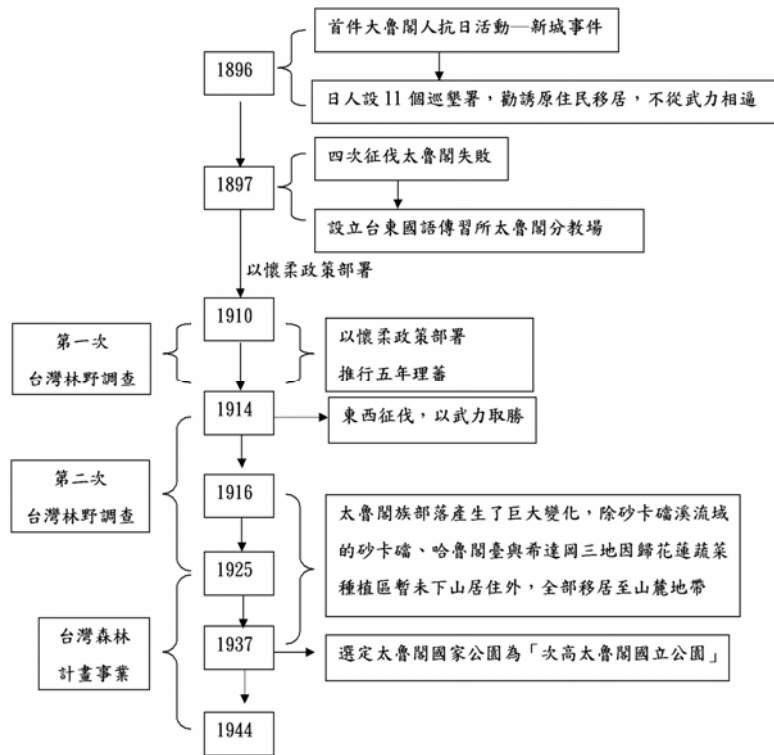 首件大魯閣人抗日活動—新城事件
1896
日人設 11 個巡墾署，勸誘原住民移居，不從武力相逼
四次征伐太魯閣失敗
1897
設立台東國語傳習所太魯閣分教場
以懷柔政策部署
1910
第一次
台灣林野調查
以懷柔政策部署
推行五年理蕃
1914
東西征伐，以武力取勝
第二次
台灣林野調查
1916
太魯閣族部落產生了巨大變化，除砂卡礑溪流域
的砂卡礑、哈魯閣臺與希達岡三地因歸花蓮蔬菜
種植區暫未下山居住外，全部移居至山麓地帶
1925
台灣森林
計畫事業
1937
選定太魯閣國家公園為「次高太魯閣國立公園」
1944